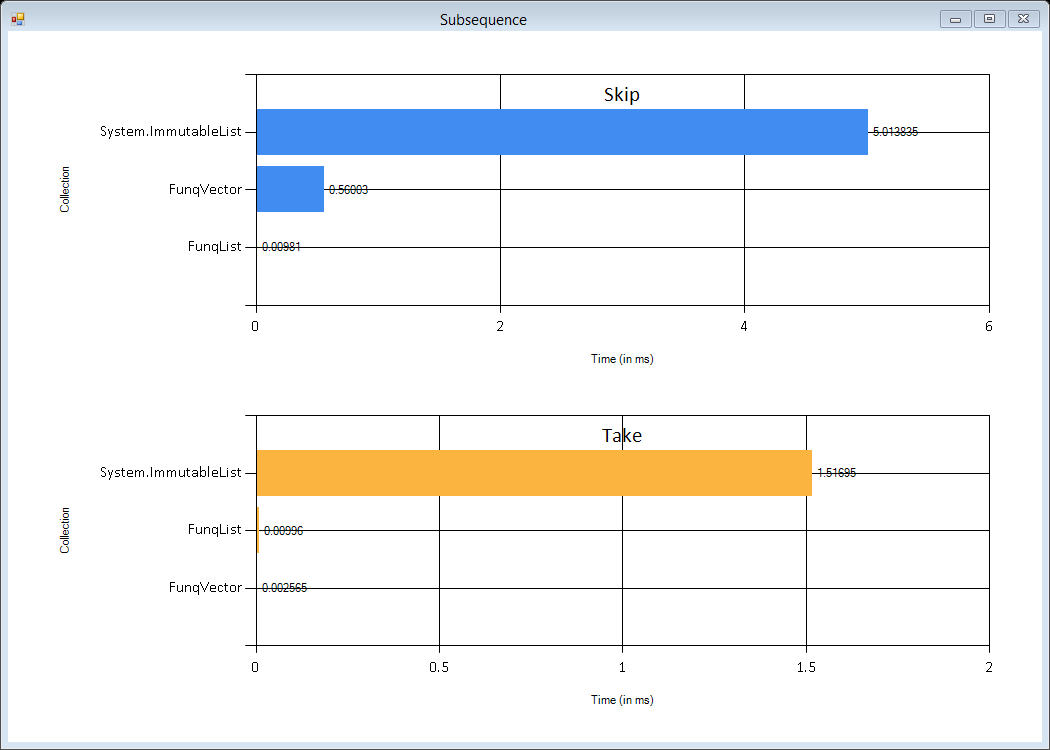 Subsequence
Skip
System.ImmutableList
5.013835
FunqVector
0.56003
FunqList
0.00981
Collection
0 2 4 6
Time (in ms)
Take
System.ImmutableList
1.51695
FunqList
0.00996
FunqVector
0.002565
Collection
0 0.5 1 1.5 2
Time (in ms)